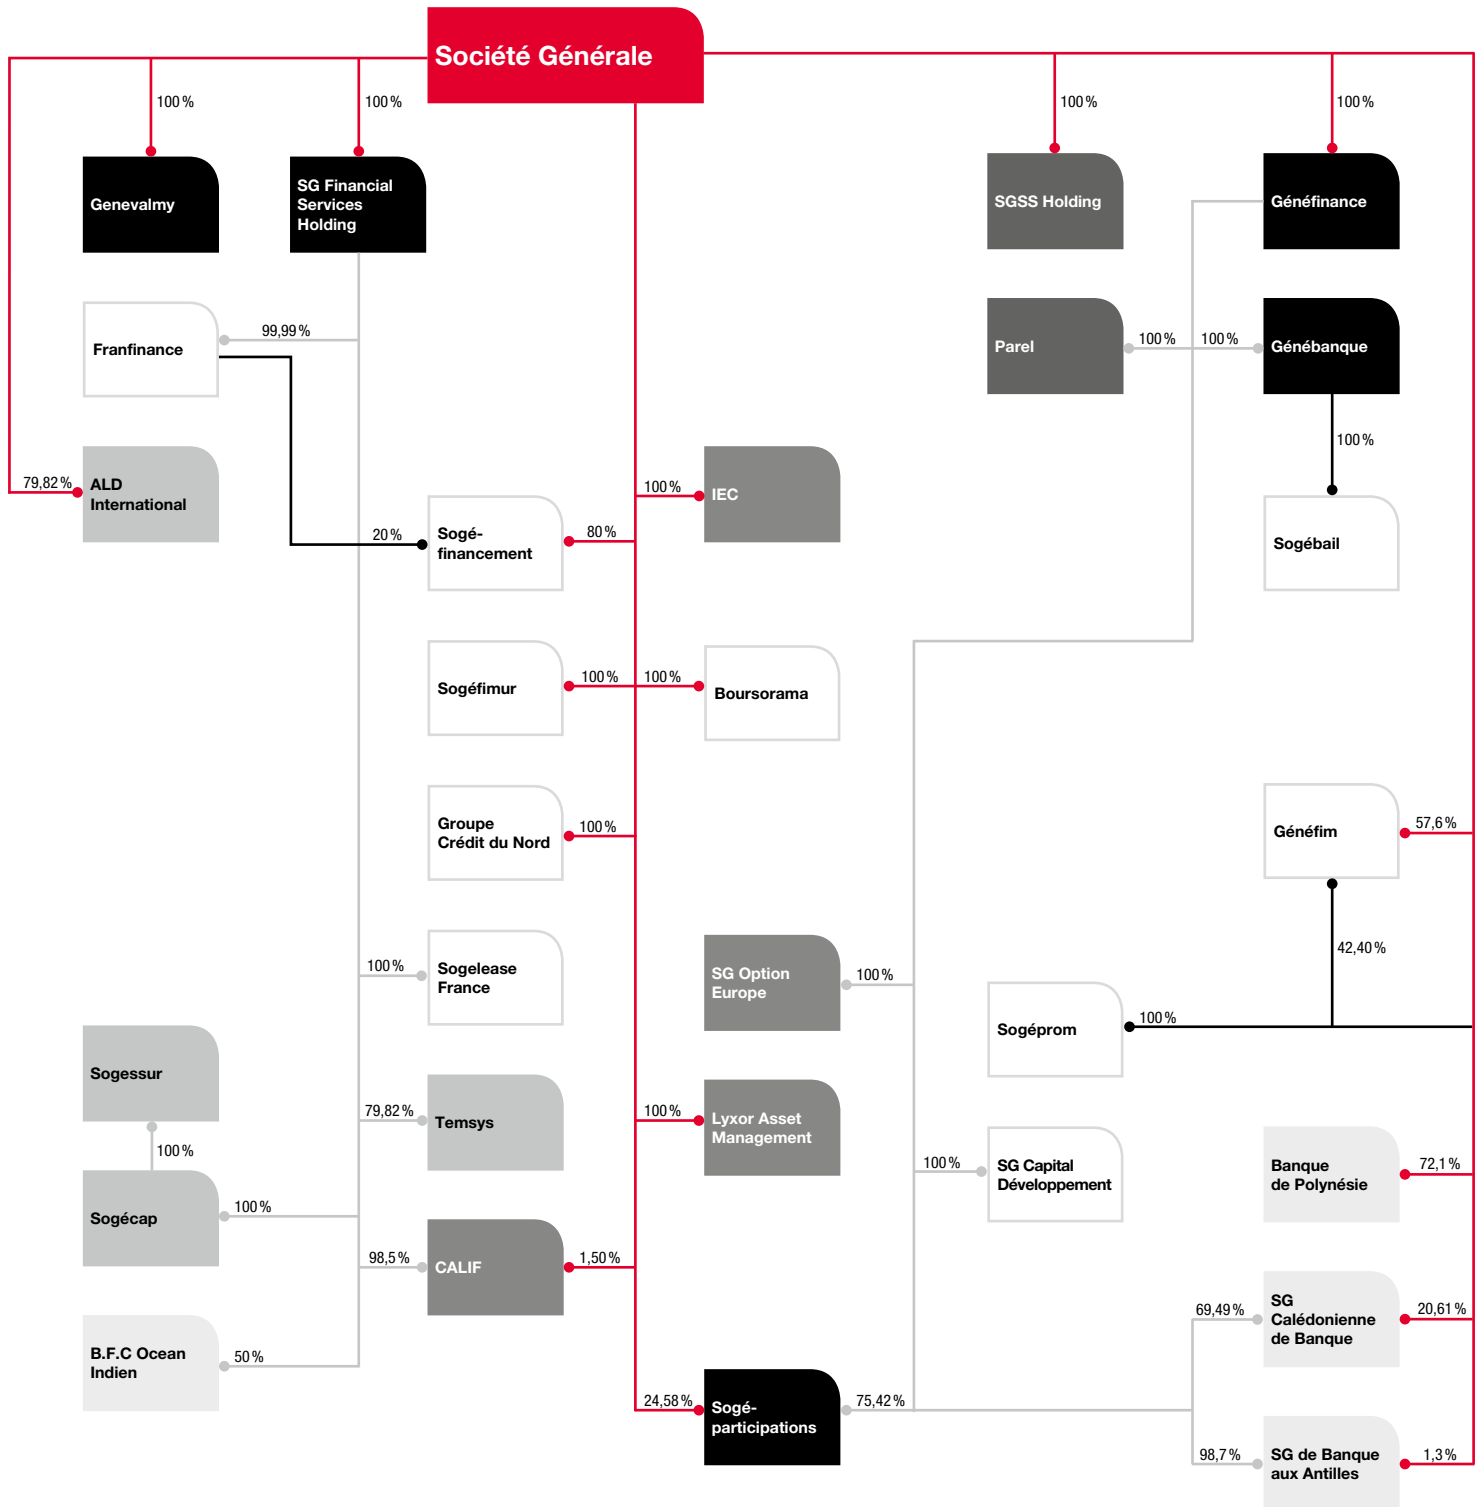 Société Générale
100 %
100 %
100 %
100 %
Genevalmy
SG Financial
Services
Holding
SGSS Holding
Généfinance
Franfinance
99,99 %
Parel
100 %
100 %
Génébanque
100 %
79,82 %
ALD
International
20 %
Sogé-
financement
80 %
100 %
IEC
Sogébail
Sogéfimur
100 %
100 %
Boursorama
Groupe
Crédit du Nord
100 %
Généfim
57,6 %
42,40 %
100 %
Sogelease
France
SG Option
Europe
100 %
Sogéprom
100 %
Sogessur
100 %
79,82 %
Temsys
100 %
Lyxor Asset
Management
100 %
SG Capital
Développement
Banque
de Polynésie
72,1 %
Sogécap
100 %
98,5 %
CALIF
1,50 %
69,49 %
SG
Calédonienne
de Banque
20,61 %
B.F.C Ocean
Indien
50 %
24,58 %
Sogé-
participations
75,42 %
98,7 %
SG de Banque
aux Antilles
1,3 %